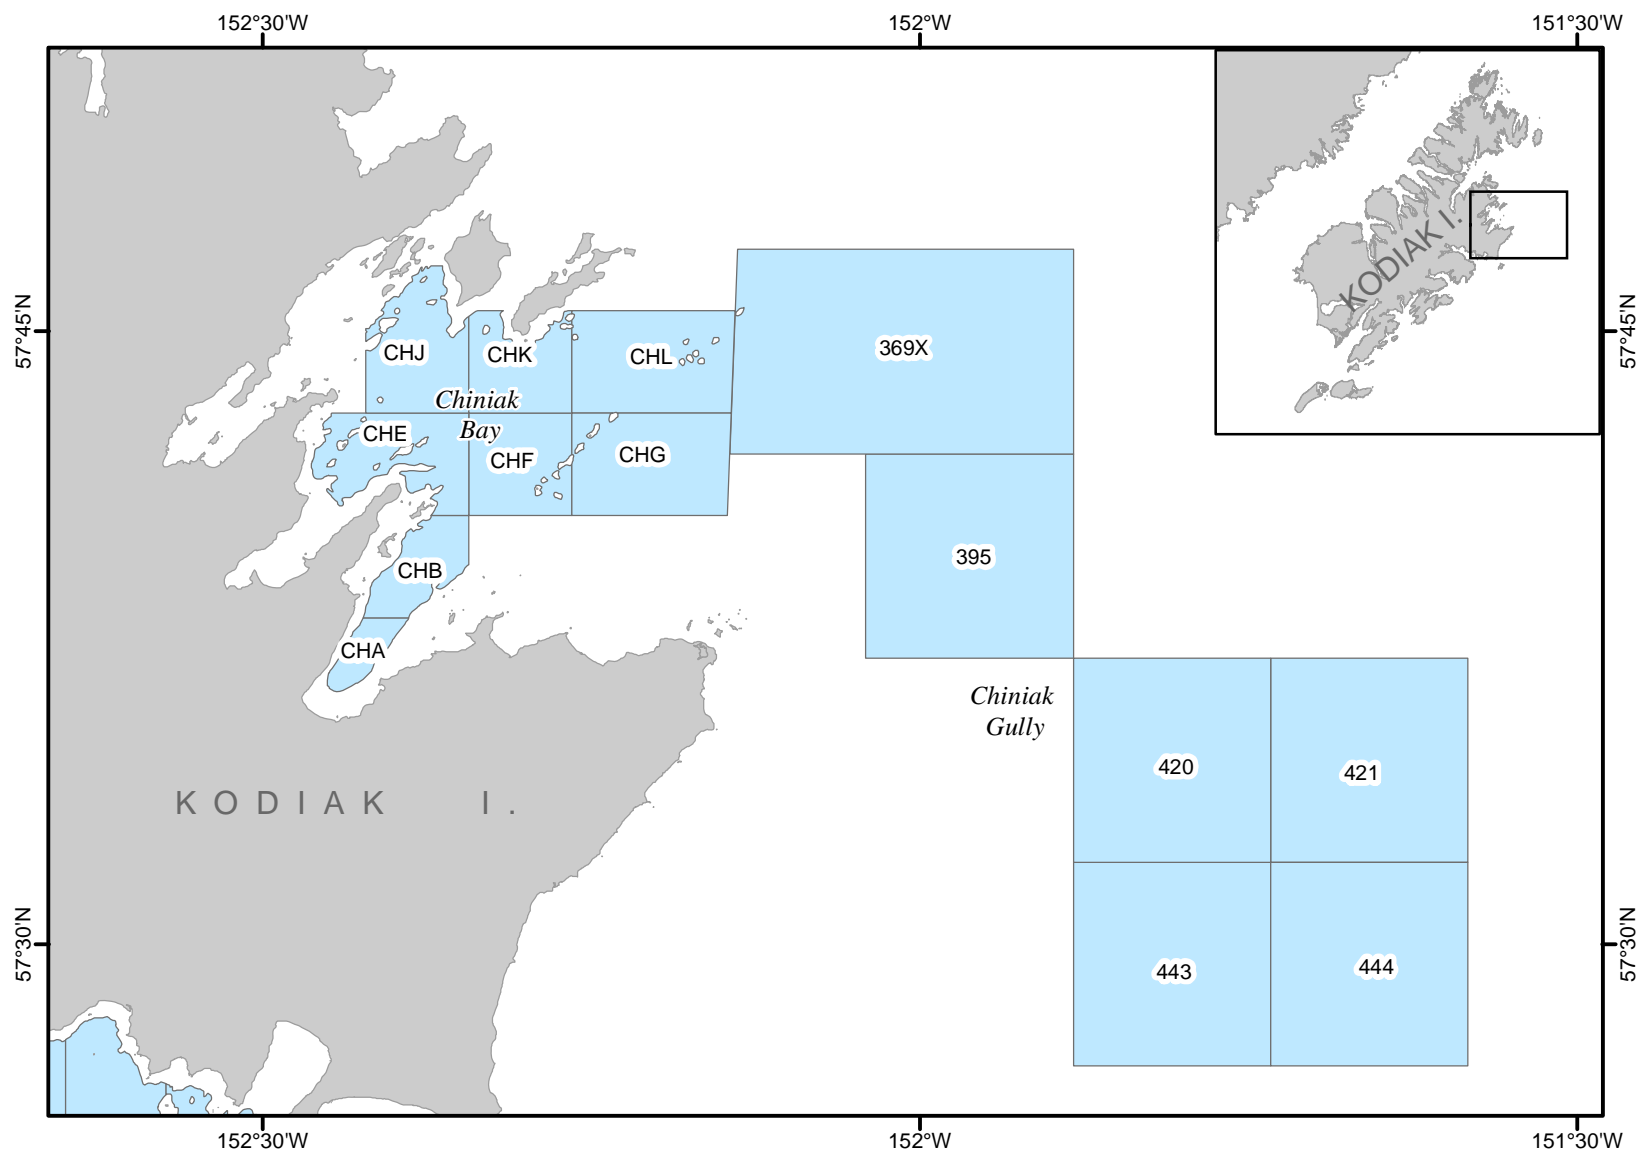 152°30'W
152°W
151°30'W
57°45'N
57°45'N
KODIAK I.
CHJ
CHK
CHL
369X
Chiniak
Bay
CHE
CHF
CHG
395
CHB
CHA
Chiniak
Gully
420
421
KODIAK I.
57°30'N
57°30'N
443
444
152°30'W
152°W
151°30'W